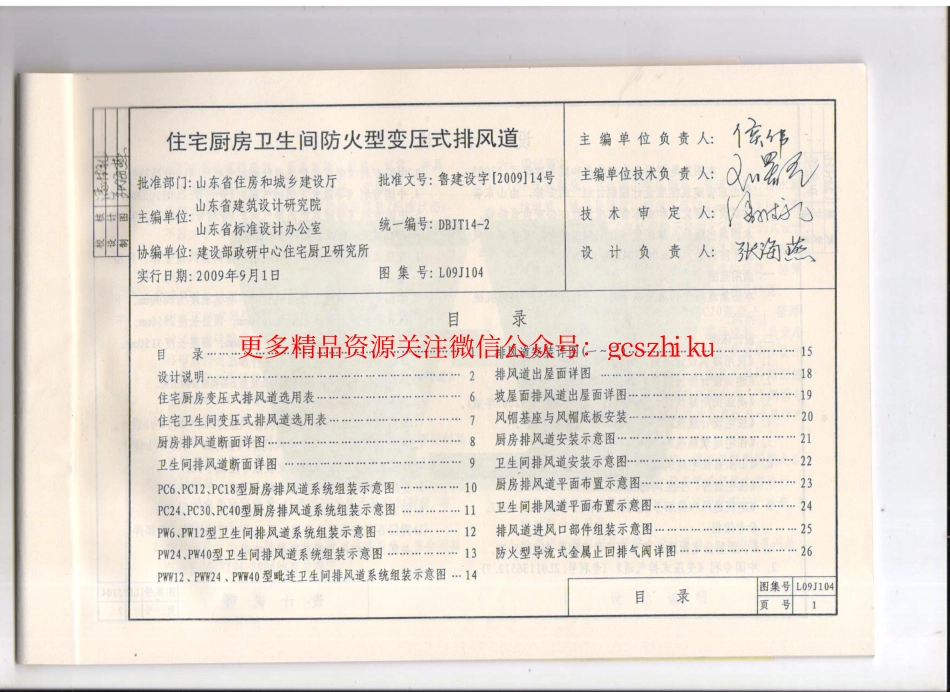 住宅厨房卫生间防火型变压式排风道
批准部门:山东省住房和城乡建设厅
批准文号:鲁建设字[2009]14号
主编单位:山东省建筑设计研究院
山东省标准设计办公室
统一编号:DBJT14-2
协编单位:建设部政研中心住宅厨卫研究所
实行日期:2009年9月1日
图集号:L09J104
主编单位负责人:侯伟
主编单位技术负责人:
技术审定人:
设计负责人:张海燕
校核
设计
制图
目录
更多精品资源关注微信公众号:gcszhi.ku
目录……1
设计说明……2
住宅厨房变压式排风道选用表……6
住宅卫生间变压式排风道选用表……7
厨房排风道断面详图……8
卫生间排风道断面详图……9
PC6、PC12、PC18型厨房排风道系统组装示意图……10
PC24、PC30、PC40型厨房排风道系统组装示意图……11
PW6、PW12型卫生间排风道系统组装示意图……12
PW24、PW40型卫生间排风道系统组装示意图……13
PWW12、PWW24、PWW40型毗连卫生间排风道系统组装示意图…14
排风道安装详图(一……15
排风道出屋面详图……18
坡屋面排风道出屋面详图……19
风帽基座与风帽底板安装……20
厨房排风道安装示意图……21
卫生间排风道安装示意图……22
厨房排风道平面布置示意图……23
卫生间排风道平面布置示意图……24
排风道进风口部件组装示意图……25
防火型导流式金属止回排气阀详图……26
目录
图集号 L09J104
页号 1